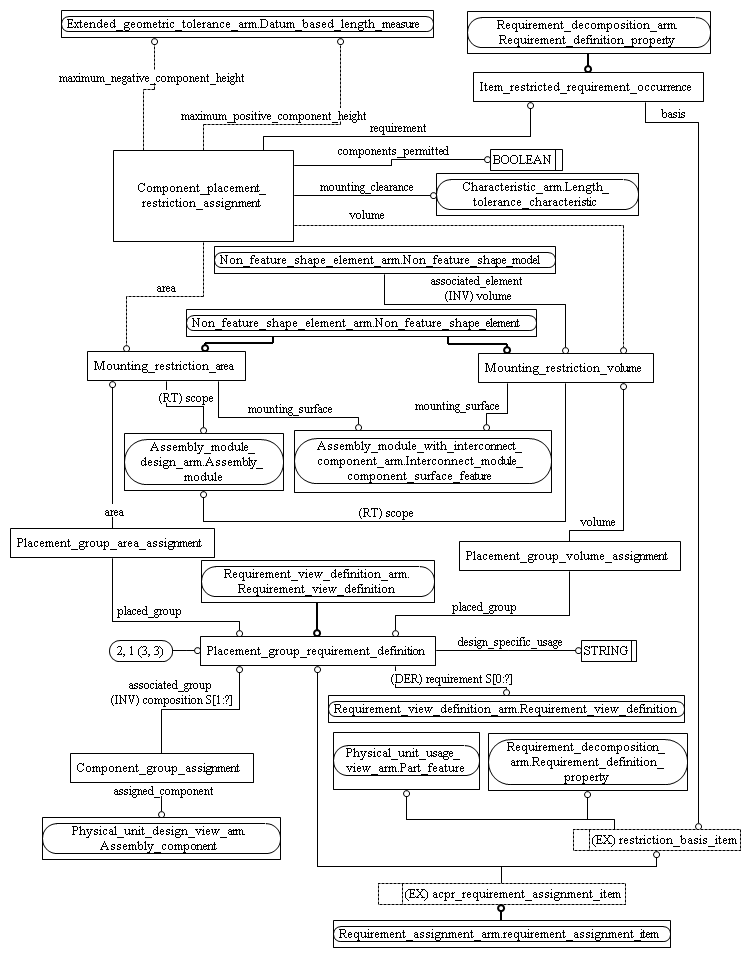 Extended_geometric_tolerance_arm.Datum_based_length_measure
Requirement_decomposition_arm.
Requirement_definition_property
maximum_negative_component_height
Item_restricted_requirement_occurrence
maximum_positive_component_height
basis
requirement
components_permitted
BOOLEAN
Component_placement_
restriction_assignment
mounting_clearance
Characteristic_arm.Length_
tolerance_characteristic
volume
Non_feature_shape_element_arm.Non_feature_shape_model
area
associated_element
(INV) volume
Non_feature_shape_element_arm.Non_feature_shape_element
Mounting_restriction_area
Mounting_restriction_volume
(RT) scope
mounting_surface
mounting_surface
Assembly_module_
design_arm.Assembly_
module
Assembly_module_with_interconnect_
component_arm.Interconnect_module_
component_surface_feature
area
(RT) scope
volume
Placement_group_area_assignment
Placement_group_volume_assignment
Requirement_view_definition_arm.
Requirement_view_definition
placed_group
placed_group
2, 1 (3, 3)
Placement_group_requirement_definition
design_specific_usage
STRING
associated_group
(INV) composition S[1:?]
(DER) requirement S[0:?]
Requirement_view_definition_arm.Requirement_view_definition
Physical_unit_usage_
view_arm.Part_feature
Requirement_decomposition_
arm.Requirement_definition_
property
Component_group_assignment
assigned_component
Physical_unit_design_view_arm.
Assembly_component
(EX) restriction_basis_item
(EX) acpr_requirement_assignment_item
Requirement_assignment_arm.requirement_assignment_item